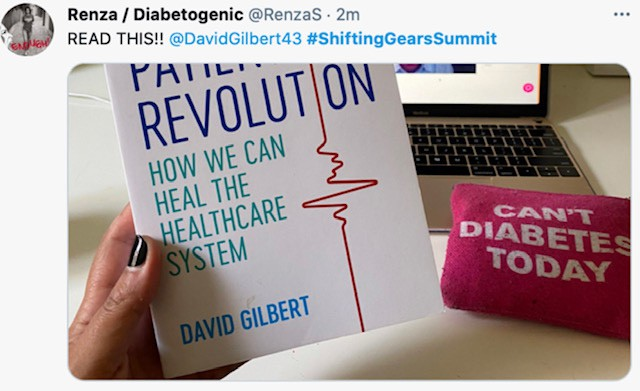 Renza / Diabetogenic @RenzaS · 2m
READ THIS!! @DavidGilbert43 #ShiftingGearsSummit
REVOLUTION
HOW WE CAN
HEAL THE
HEALTHCARE
SYSTEM
DAVID GILBERT
CAN'T
DIABETES
TODAY